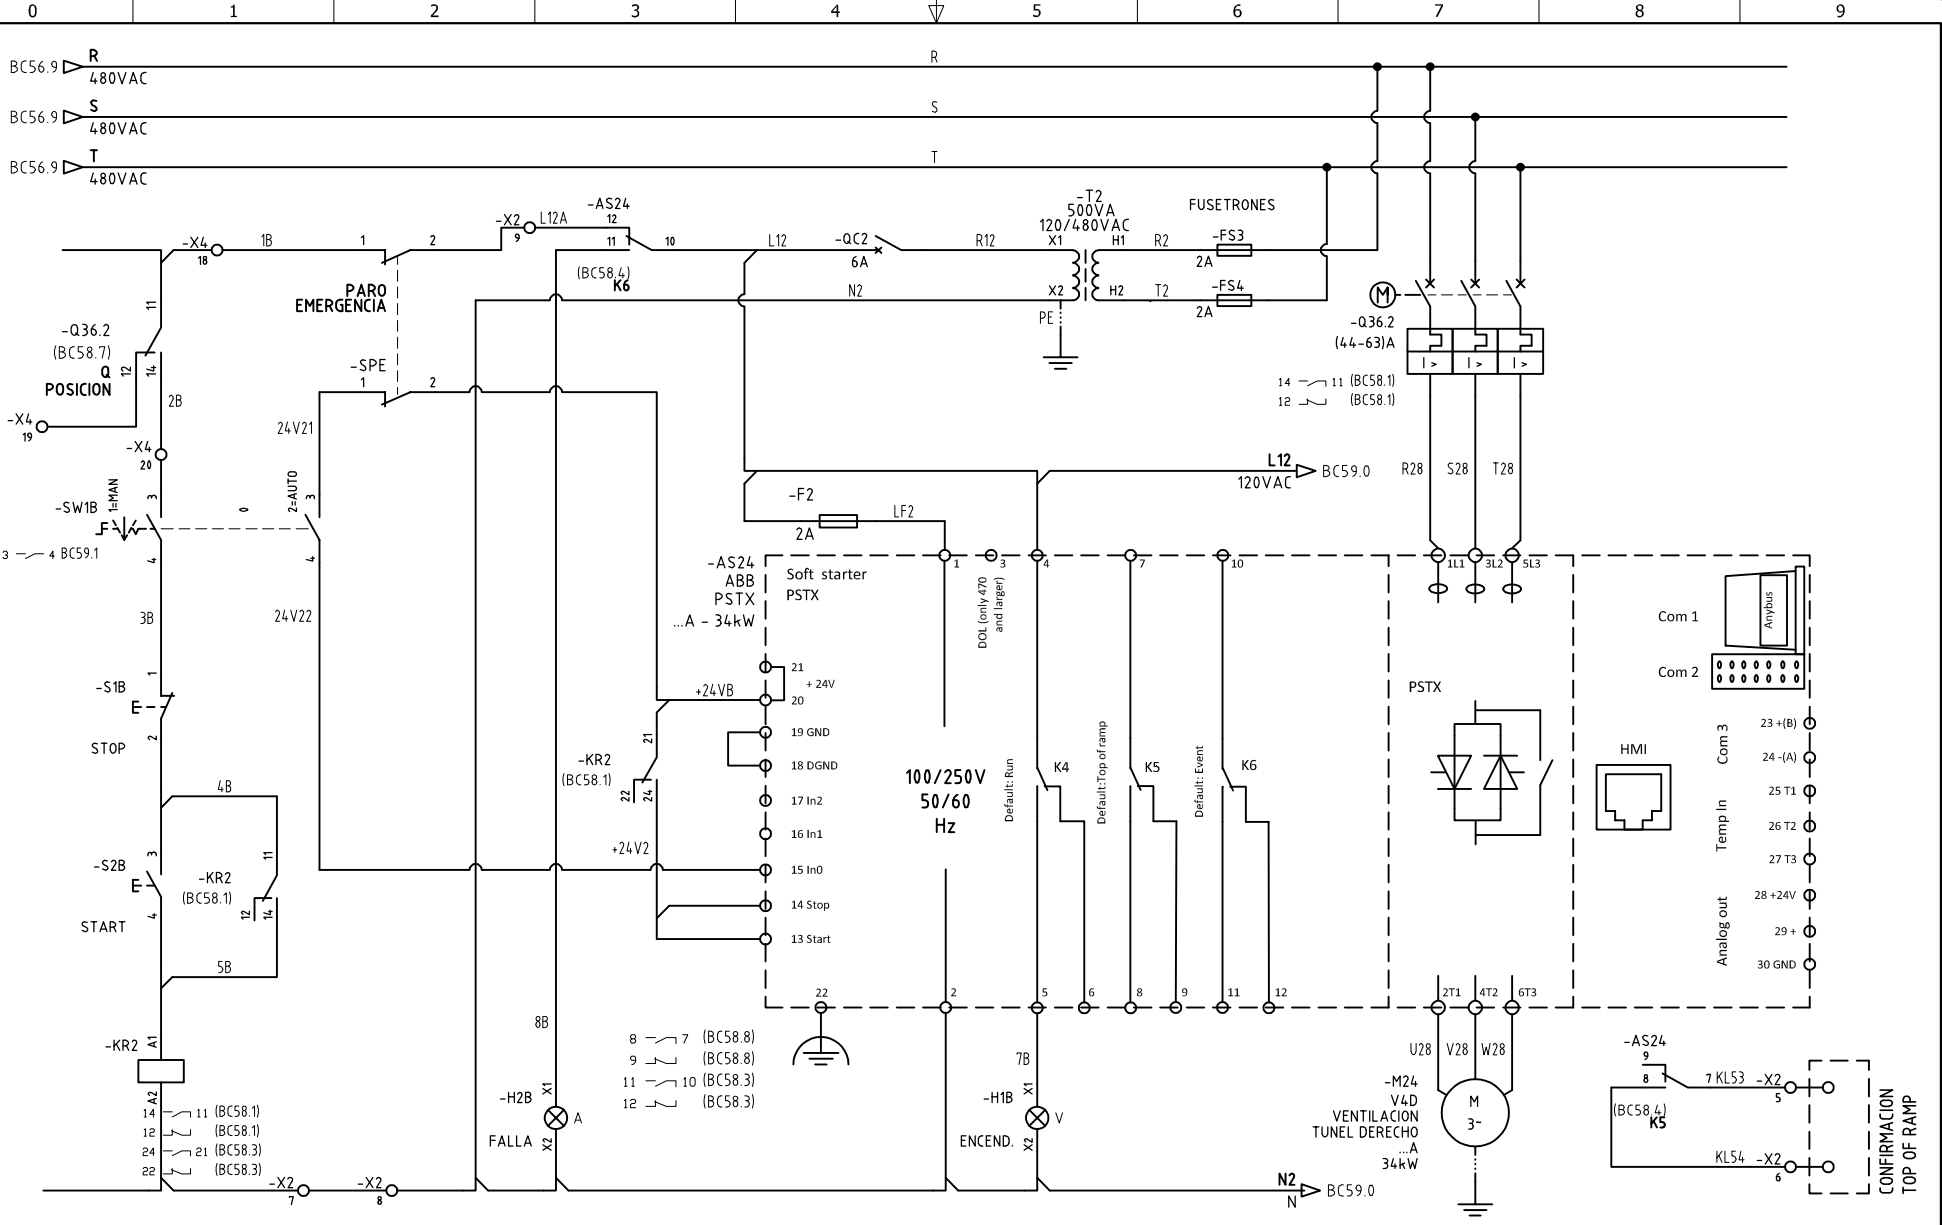 0 1 2 3 4 5 6 7 8 9
BC56.9 R R
480VAC
BC56.9 S S
480VAC
BC56.9 T T
480VAC
-X4
18
1B
1 2
PARO
EMERGENCIA
-X2
9
L12A
-AS24
12
11 10
(BC58.4)
K6
L12
-QC2
6A
R12
N2
-T2
500VA
120/480VAC
X1 H1
X2 H2
PE
R2
T2
FUSETRONES
-FS3
2A
-FS4
2A
M
-Q36.2
(44-63)A
I > I > I >
14 11 (BC58.1)
12 (BC58.1)
11
-Q36.2
(BC58.7)
Q
POSICION
12 14
2B
-X4
19
-X4
20
-SPE
1 2
24V21
1=MAN
3
0
2=AUTO
3
-SW1B
3 4 BC59.1
4
4
24V22
3B
1
-S1B
STOP
2
4B
3
-S2B
START
4
11
-KR2
(BC58.1)
12 14
5B
A1
-KR2
A2
14 11 (BC58.1)
12 (BC58.1)
24 21 (BC58.3)
22 (BC58.3)
-X2
7
-X2
8
L12
120VAC
BC59.0
-F2
2A
LF2
R28 S28 T28
-AS24
ABB
PSTX
...A - 34kW
Soft starter
PSTX
1 3 4 7 10
DOL (only 470
and larger)
1L1 3L2 5L3
+24VB
21
+ 24V
20
19 GND
18 DGND
17 In2
16 In1
15 In0
14 Stop
13 Start
21
-KR2
(BC58.1)
22 24
+24V2
100/250V
50/60
Hz
Default: Run
K4
Default:Top of ramp
K5
Default: Event
K6
PSTX
HMI
Com 1
Anybus
Com 2
Com 3
23 +(B)
24 -(A)
Temp In
25 T1
26 T2
27 T3
Analog out
28 +24V
29 +
30 GND
22 2 5 6 8 9 11 12
2T1 4T2 6T3
8B
8 7 (BC58.8)
9 (BC58.8)
11 10 (BC58.3)
12 (BC58.3)
X1
-H2B
A
FALLA
X2
7B
X1
-H1B
V
ENCEND.
X2
N2
N
BC59.0
U28 V28 W28
-M24
V4D
VENTILACION
TUNEL DERECHO
...A
34kW
M
3~
-AS24
9
8 7
(BC58.4)
K5
KL53
-X2
5
KL54
-X2
6
CONFIRMACION
TOP OF RAMP